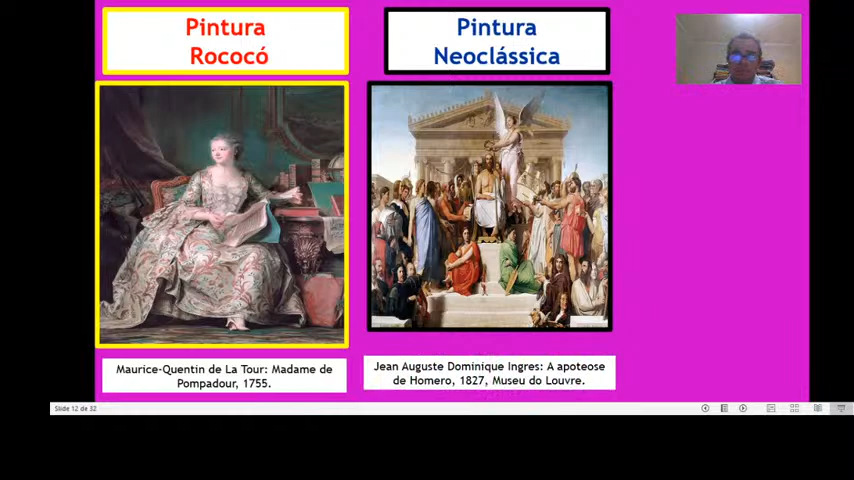 Pintura
Rococó
Pintura
Neoclássica
Maurice-Quentin de La Tour: Madame de
Pompadour, 1755.
Jean Auguste Dominique Ingres: A apoteose
de Homero, 1827, Museu do Louvre.
Slide 12 de 32